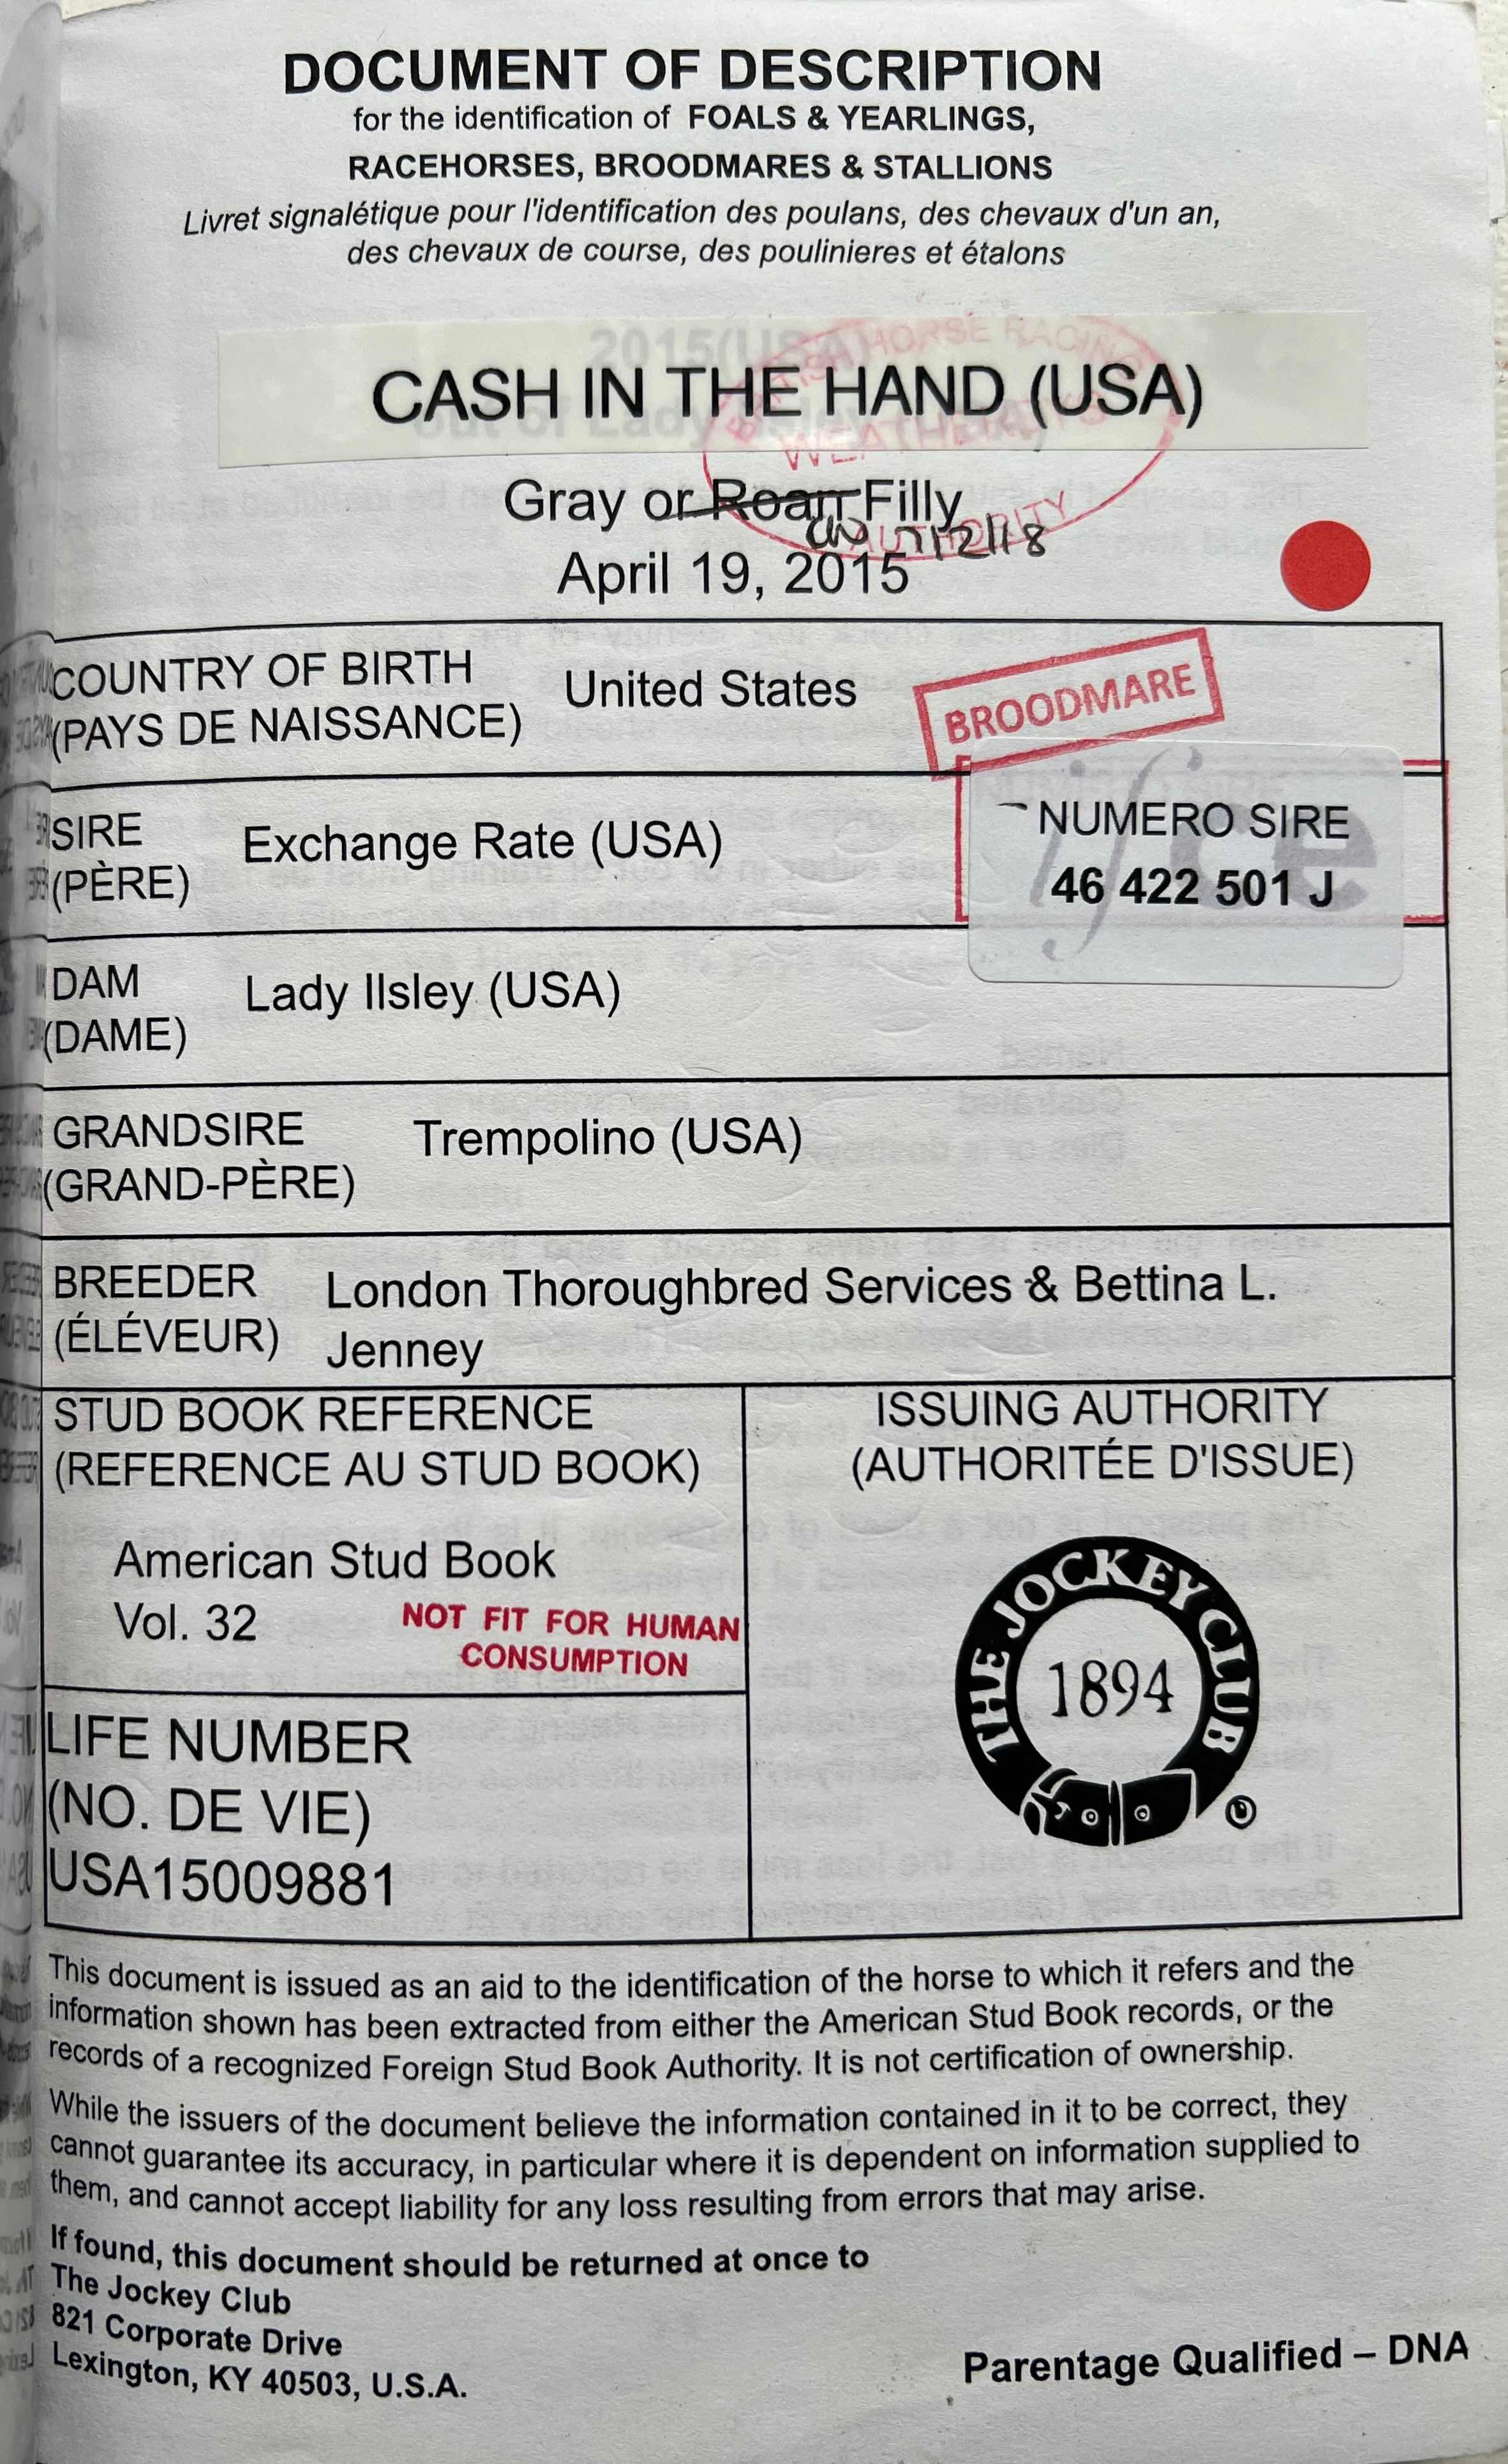 DOCUMENT OF DESCRIPTION
for the identification of FOALS & YEARLINGS,
RACEHORSES, BROODMARES & STALLIONS
Livret signalétique pour l'identification des poulans, des chevaux d'un an,
des chevaux de course, des poulinieres et étalons
2015(USA)
BRITISH HORSE RACING
CASH IN THE HAND (USA)
WEATHERBYS
Gray or Roan Filly
AUTHORITY
7/2/18
April 19, 2015
COUNTRY OF BIRTH
(PAYS DE NAISSANCE)
United States
BROODMARE
SIRE
(PÈRE)
Exchange Rate (USA)
NUMERO SIRE
46 422 501 J
DAM
(DAME)
Lady Ilsley (USA)
GRANDSIRE
(GRAND-PÈRE)
Trempolino (USA)
BREEDER
(ÉLÉVEUR)
London Thoroughbred Services & Bettina L.
Jenney
STUD BOOK REFERENCE
(REFERENCE AU STUD BOOK)
American Stud Book
Vol. 32
NOT FIT FOR HUMAN
CONSUMPTION
ISSUING AUTHORITY
(AUTHORITÉE D'ISSUE)
THE JOCKEY CLUB
1894
LIFE NUMBER
(NO. DE VIE)
USA15009881
This document is issued as an aid to the identification of the horse to which it refers and the
information shown has been extracted from either the American Stud Book records, or the
records of a recognized Foreign Stud Book Authority. It is not certification of ownership.
While the issuers of the document believe the information contained in it to be correct, they
cannot guarantee its accuracy, in particular where it is dependent on information supplied to
them, and cannot accept liability for any loss resulting from errors that may arise.
If found, this document should be returned at once to
The Jockey Club
821 Corporate Drive
Lexington, KY 40503, U.S.A.
Parentage Qualified – DNA